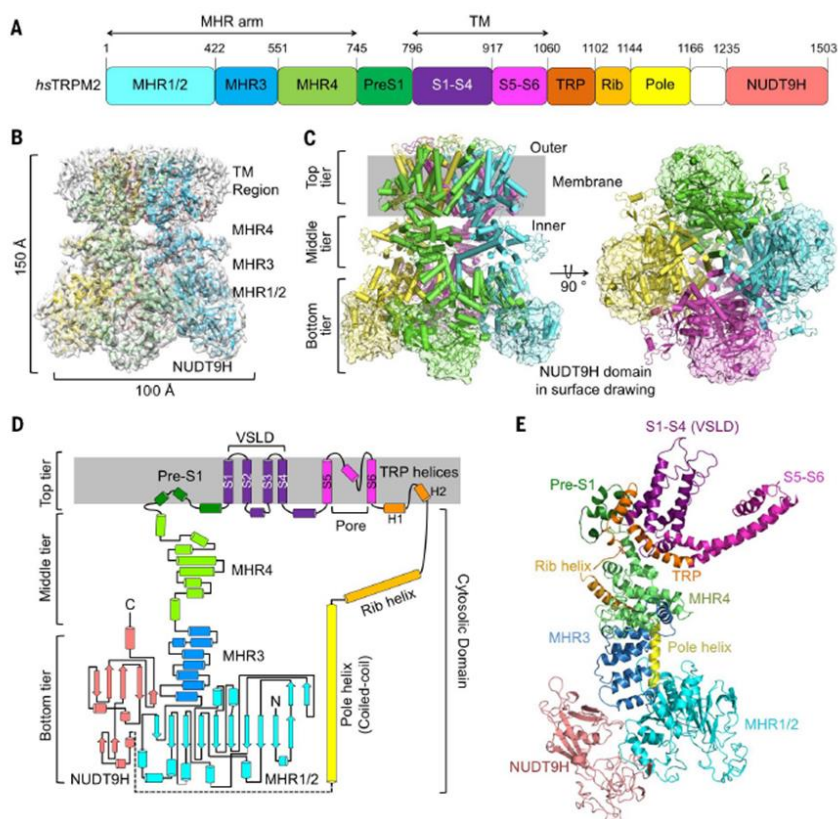 A
MHR arm
TM
1 422 551 745 796 917 1060 1102 1144 1166 1235 1503
hsTRPM2
MHR1/2 MHR3 MHR4 PreS1 S1-S4 S5-S6 TRP Rib Pole NUDT9H
B
150 Å
TM
Region
MHR4
MHR3
MHR1/2
NUDT9H
100 Å
C
Top
tier
Middle
tier
Bottom
tier
Outer
Membrane
Inner
90 °
NUDT9H domain
in surface drawing
D
VSLD
Top tier
Middle tier
Bottom tier
Pre-S1
S1
S2
S3
S4
S5
S6
TRP helices
H1
H2
Pore
MHR4
Rib helix
C
MHR3
N
Pole helix
(Coiled-coil)
Cytosolic Domain
NUDT9H
MHR1/2
E
S1-S4 (VSLD)
Pre-S1
S5-S6
Rib helix
TRP
MHR4
MHR3
Pole helix
MHR1/2
NUDT9H